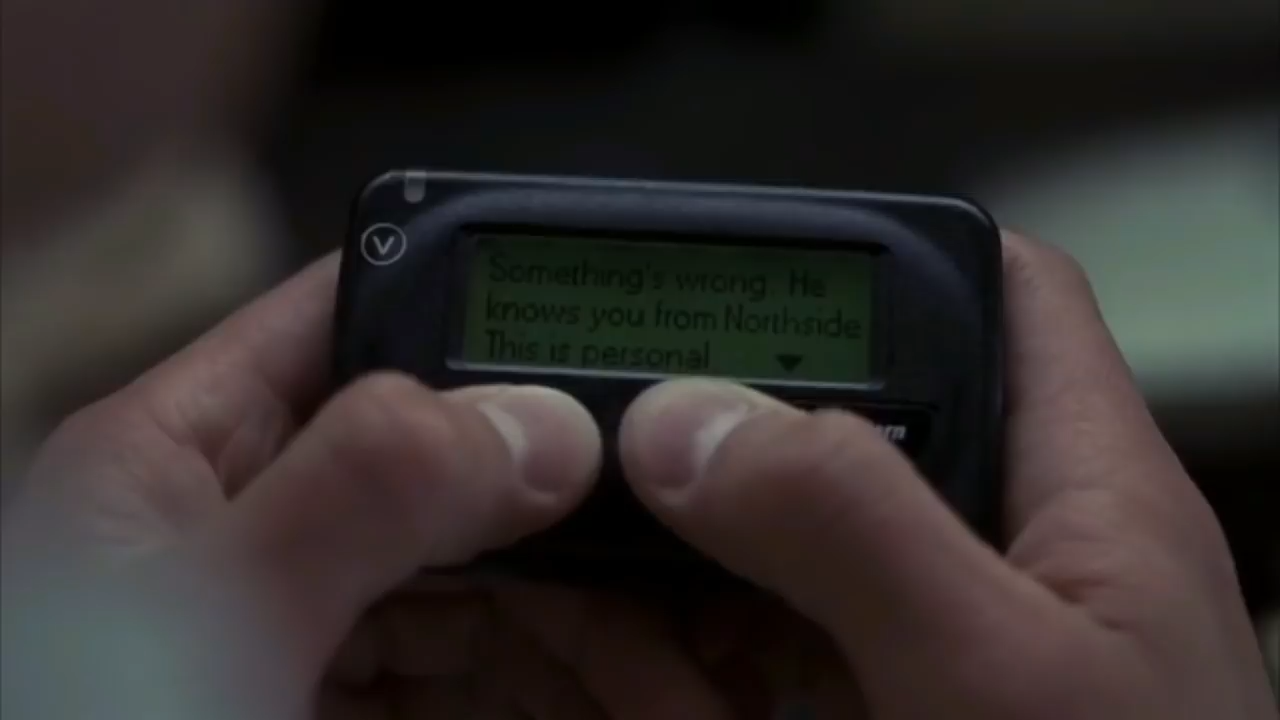 V
Something's wrong. He
knows you from Northside
This is personal.